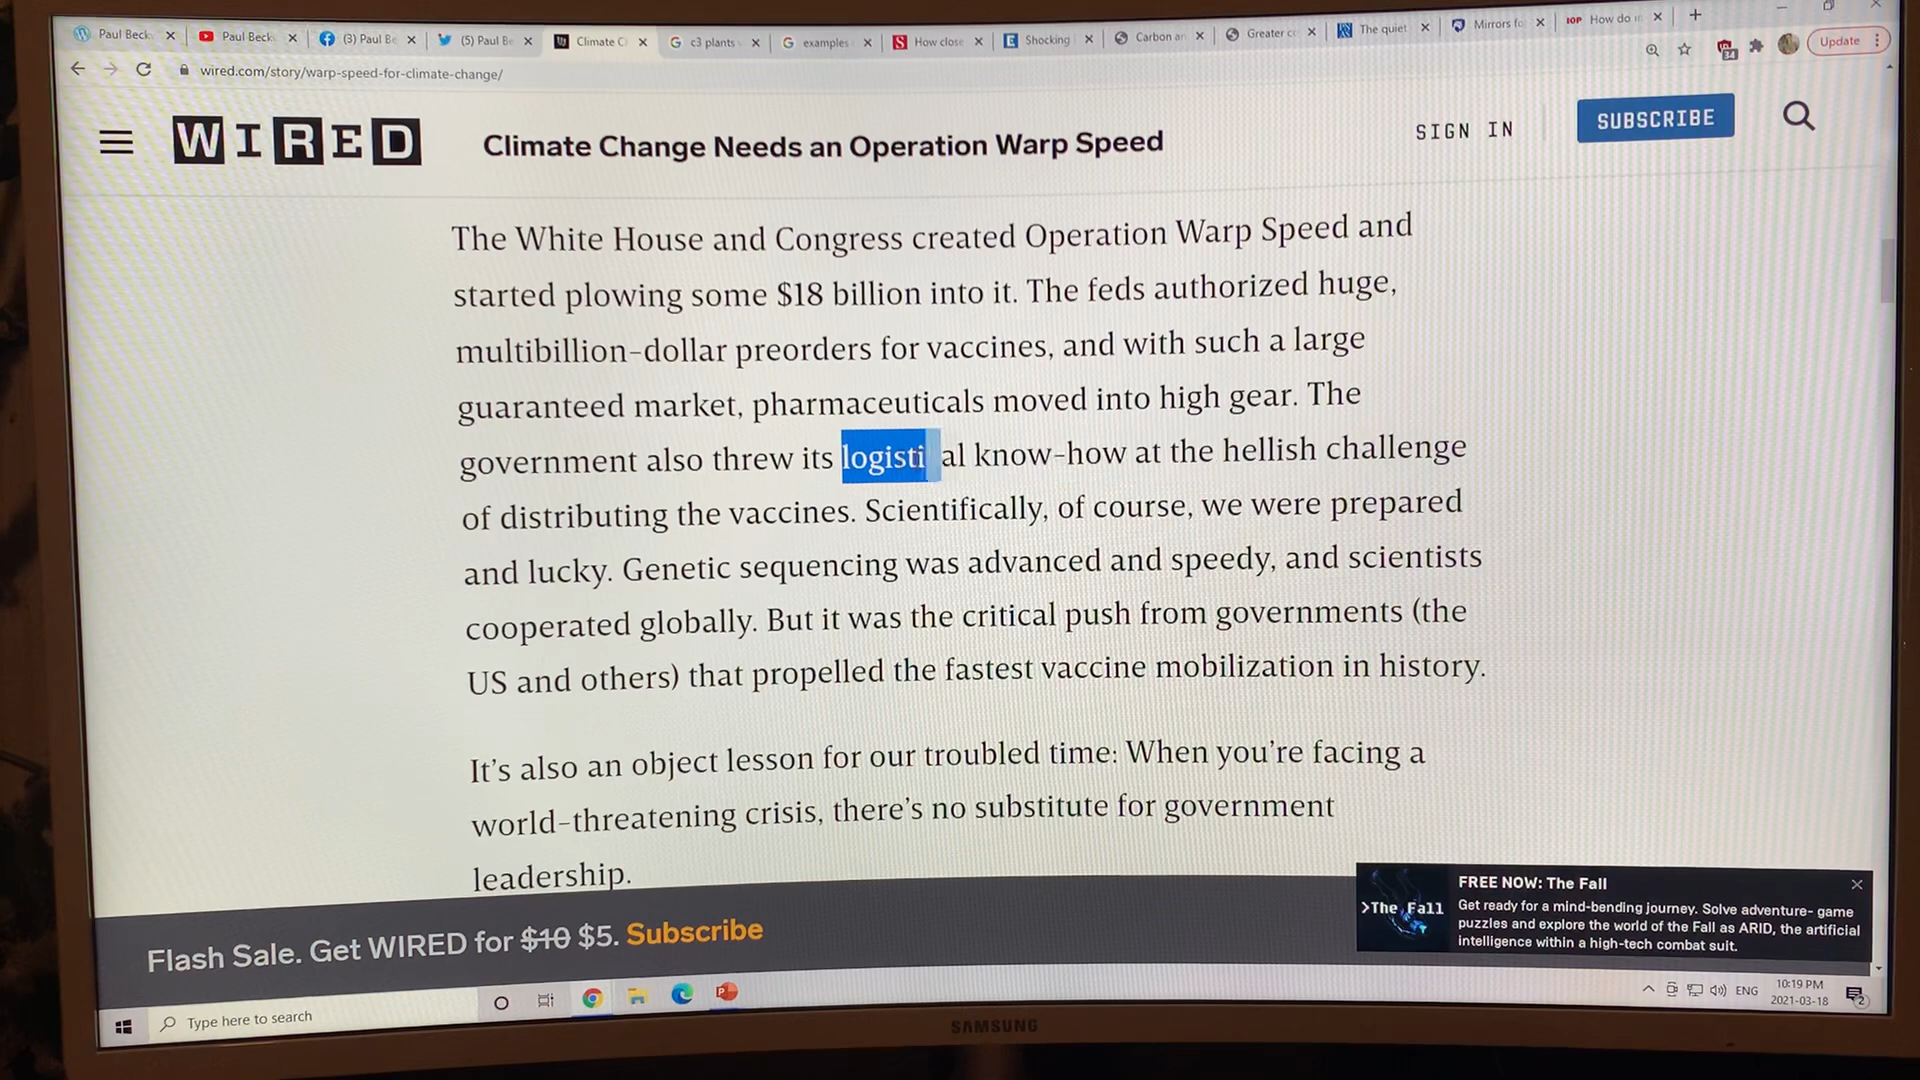 Paul Beck
Paul Beck
(3) Paul Be
(5) Paul Be
Climate C
c3 plants
examples
How close
Shocking
Carbon an
Greater co
The quiet
Mirrors fo
IOP How do in
wired.com/story/warp-speed-for-climate-change/
34
Update
WIRED
Climate Change Needs an Operation Warp Speed
SIGN IN
SUBSCRIBE
The White House and Congress created Operation Warp Speed and
started plowing some $18 billion into it. The feds authorized huge,
multibillion-dollar preorders for vaccines, and with such a large
guaranteed market, pharmaceuticals moved into high gear. The
government also threw its logisti al know-how at the hellish challenge
of distributing the vaccines. Scientifically, of course, we were prepared
and lucky. Genetic sequencing was advanced and speedy, and scientists
cooperated globally. But it was the critical push from governments (the
US and others) that propelled the fastest vaccine mobilization in history.
It's also an object lesson for our troubled time: When you're facing a
world-threatening crisis, there's no substitute for government
leadership.
Flash Sale. Get WIRED for $10 $5. Subscribe
>The Fall
FREE NOW: The Fall
Get ready for a mind-bending journey. Solve adventure- game
puzzles and explore the world of the Fall as ARID, the artificial
intelligence within a high-tech combat suit.
Type here to search
ENG
10:19 PM
2021-03-18
2
SAMSUNG